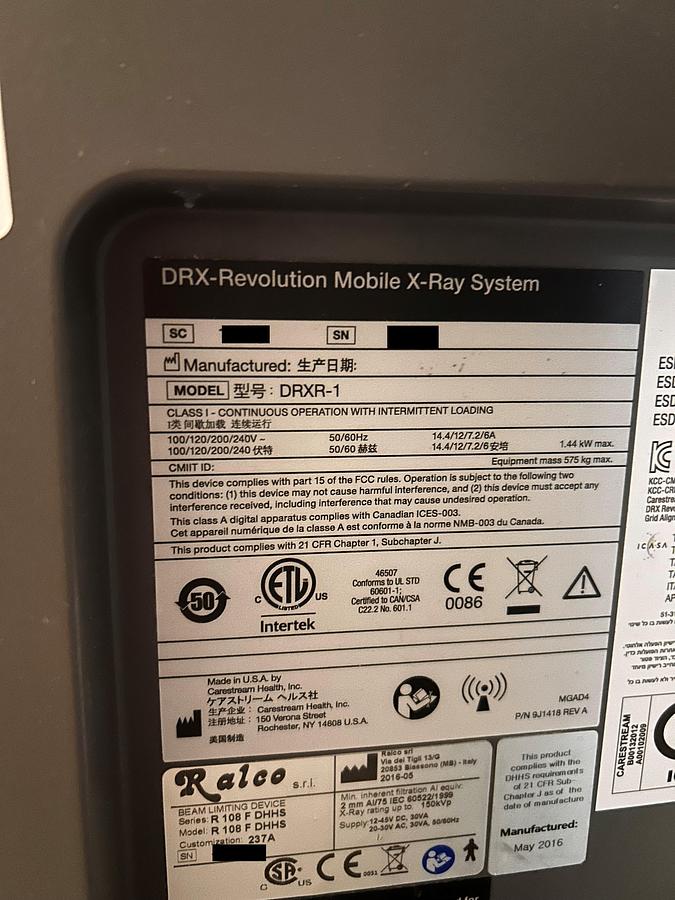 DRX-Revolution Mobile X-Ray System
SC SN
Manufactured: 生产日期:
MODEL 型号: DRXR-1
CLASS I - CONTINUOUS OPERATION WITH INTERMITTENT LOADING
I类 间歇加载 连续运行
100/120/200/240V ~ 50/60Hz 14.4/12/7.2/6A
100/120/200/240 伏特 50/60 赫兹 14.4/12/7.2/6安培 1.44 kW max.
CMIIT ID: Equipment mass 575 kg max.
This device complies with part 15 of the FCC rules. Operation is subject to the following two
conditions: (1) this device may not cause harmful interference, and (2) this device must accept any
interference received, including interference that may cause undesired operation.
This class A digital apparatus complies with Canadian ICES-003.
Cet appareil numérique de la classe A est conforme à la norme NMB-003 du Canada.
This product complies with 21 CFR Chapter 1, Subchapter J.
50
C ETL LISTED US
Intertek
46507
Conforms to UL STD
60601-1;
Certified to CAN/CSA
C22.2 No. 601.1
CE
0086
Made in U.S.A. by
Carestream Health, Inc.
ケアストリーム ヘルス社
生产企业: Carestream Health, Inc.
注册地址: 150 Verona Street
Rochester, NY 14608 U.S.A.
美国制造
MGAD4
P/N 9J1418 REV A
Ralco s.r.l.
BEAM LIMITING DEVICE
Series: R 108 F DHHS
Model: R 108 F DHHS
Customization: 237A
SN
Ralco srl
Via dei Tigli 13/G
20853 Biassono (MB) - Italy
2016-05
Min. inherent filtration Al equiv.
2 mm Al/75 IEC 60522/1999
X-Ray rating up to. 150kVp
Supply: 12-45V DC, 30VA
20-30V AC, 30VA, 50/60Hz
C SA US
CE 0051
This product
complies with the
DHHS requirements
of 21 CFR Sub-
Chapter J as of the
date of manufacture
Manufactured:
May 2016
KCC-CM
Carestre
DRX Revo
Grid Align
ICASA
CARESTREAM
B00132012
A00102009